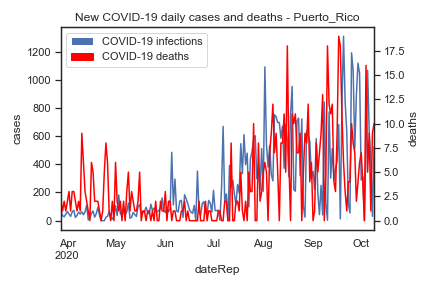 New COVID-19 daily cases and deaths - Puerto_Rico
COVID-19 infections
COVID-19 deaths
1200
1000
800
600
400
200
0
cases
17.5
15.0
12.5
10.0
7.5
5.0
2.5
0.0
deaths
Apr May Jun Jul Aug Sep Oct
2020
dateRep